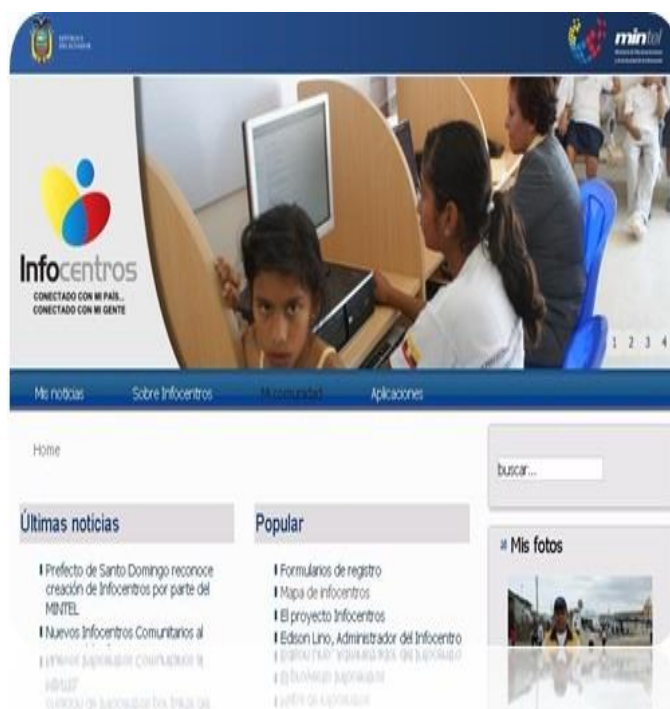 REPÚBLICA
DEL ECUADOR
mintel
Infocentros
CONECTADO CON MI PAÍS...
CONECTADO CON MI GENTE
1 2 3 4
Mis noticias Sobre Infocentros Mi comunidad Aplicaciones
Home
buscar...
Últimas noticias
Prefecto de Santo Domingo reconoce
creación de Infocentros por parte del
MINTEL
Nuevos Infocentros Comunitarios al
Popular
Formularios de registro
Mapa de infocentros
El proyecto Infocentros
Edison Lino, Administrador del Infocentro
Mis fotos